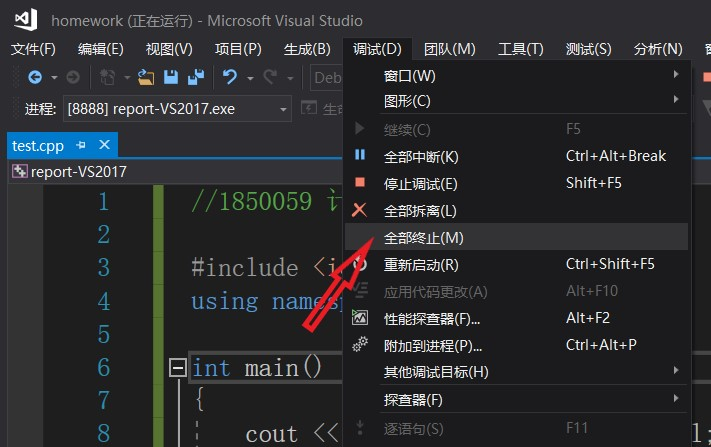 homework (正在运行) - Microsoft Visual Studio
文件(F) 编辑(E) 视图(V) 项目(P) 生成(B) 调试(D) 团队(M) 工具(T) 测试(S) 分析(N)
Deb
窗口(W)
图形(C)
进程: [8888] report-VS2017.exe
继续(C) F5
全部中断(K) Ctrl+Alt+Break
停止调试(E) Shift+F5
全部拆离(L)
全部终止(M)
重新启动(R) Ctrl+Shift+F5
应用代码更改(A) Alt+F10
性能探查器(F)... Alt+F2
附加到进程(P)... Ctrl+Alt+P
其他调试目标(H)
探查器(F)
逐语句(S) F11
test.cpp
report-VS2017
1 //1850059
2
3 #include <i
4 using namesp
5
6 int main()
7 {
8 cout <<